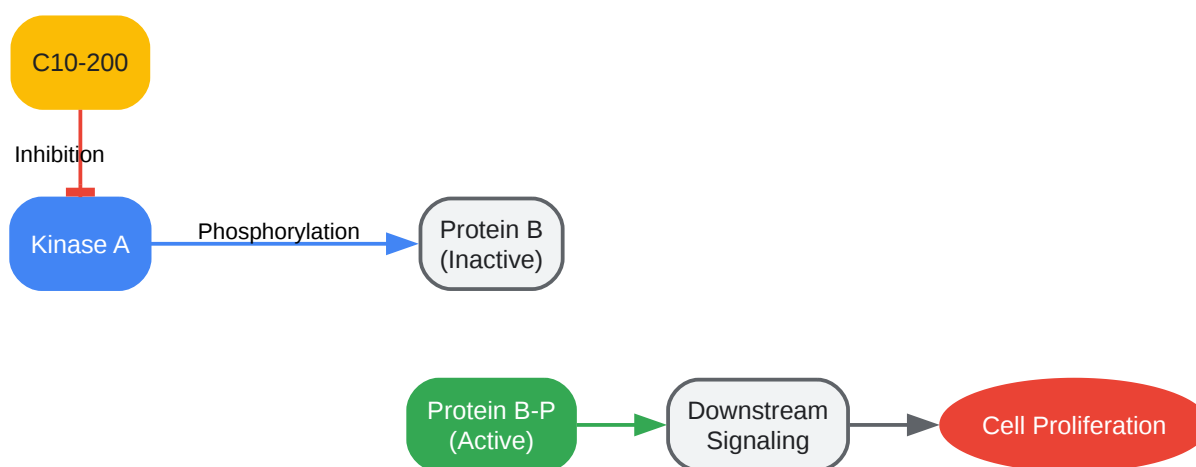 C10-200
Inhibition
Kinase A
Phosphorylation
Protein B
(Inactive)
Protein B-P
(Active)
Downstream
Signaling
Cell Proliferation